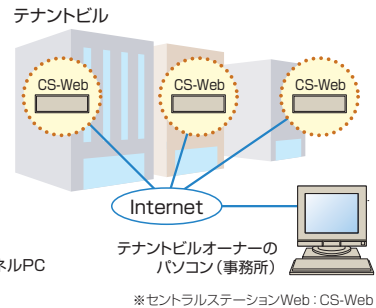 テナントビル
CS-Web
CS-Web
CS-Web
Internet
テナントビルオーナーの
パソコン（事務所）
ネルPC
※セントラルステーションWeb：CS-Web